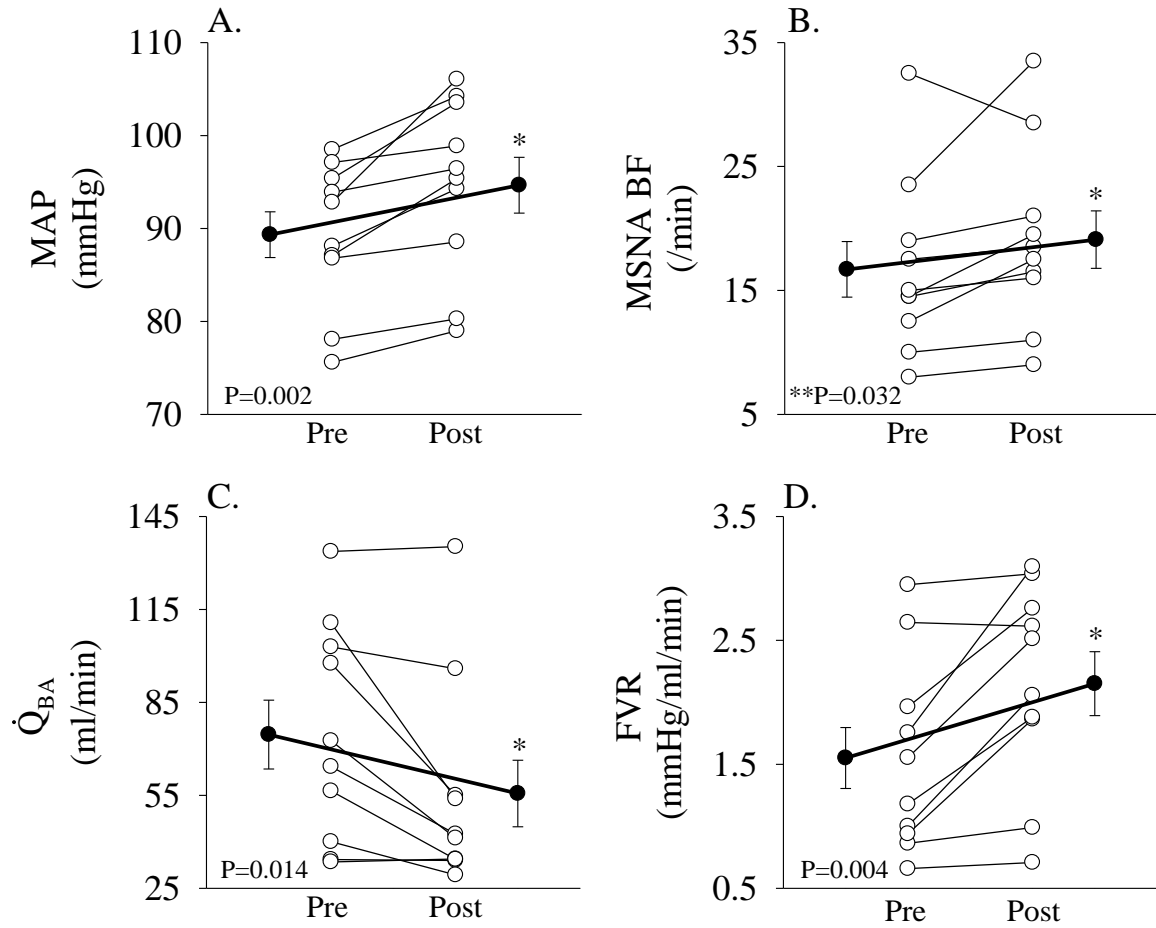 A.
110
100
90
80
70
MAP
(mmHg)
*
P=0.002
Pre Post
B.
35
25
15
5
MSNA BF
(/min)
*
**P=0.032
Pre Post
C.
145
115
85
55
25
Q̇BA
(ml/min)
*
P=0.014
Pre Post
D.
3.5
2.5
1.5
0.5
FVR
(mmHg/ml/min)
*
P=0.004
Pre Post